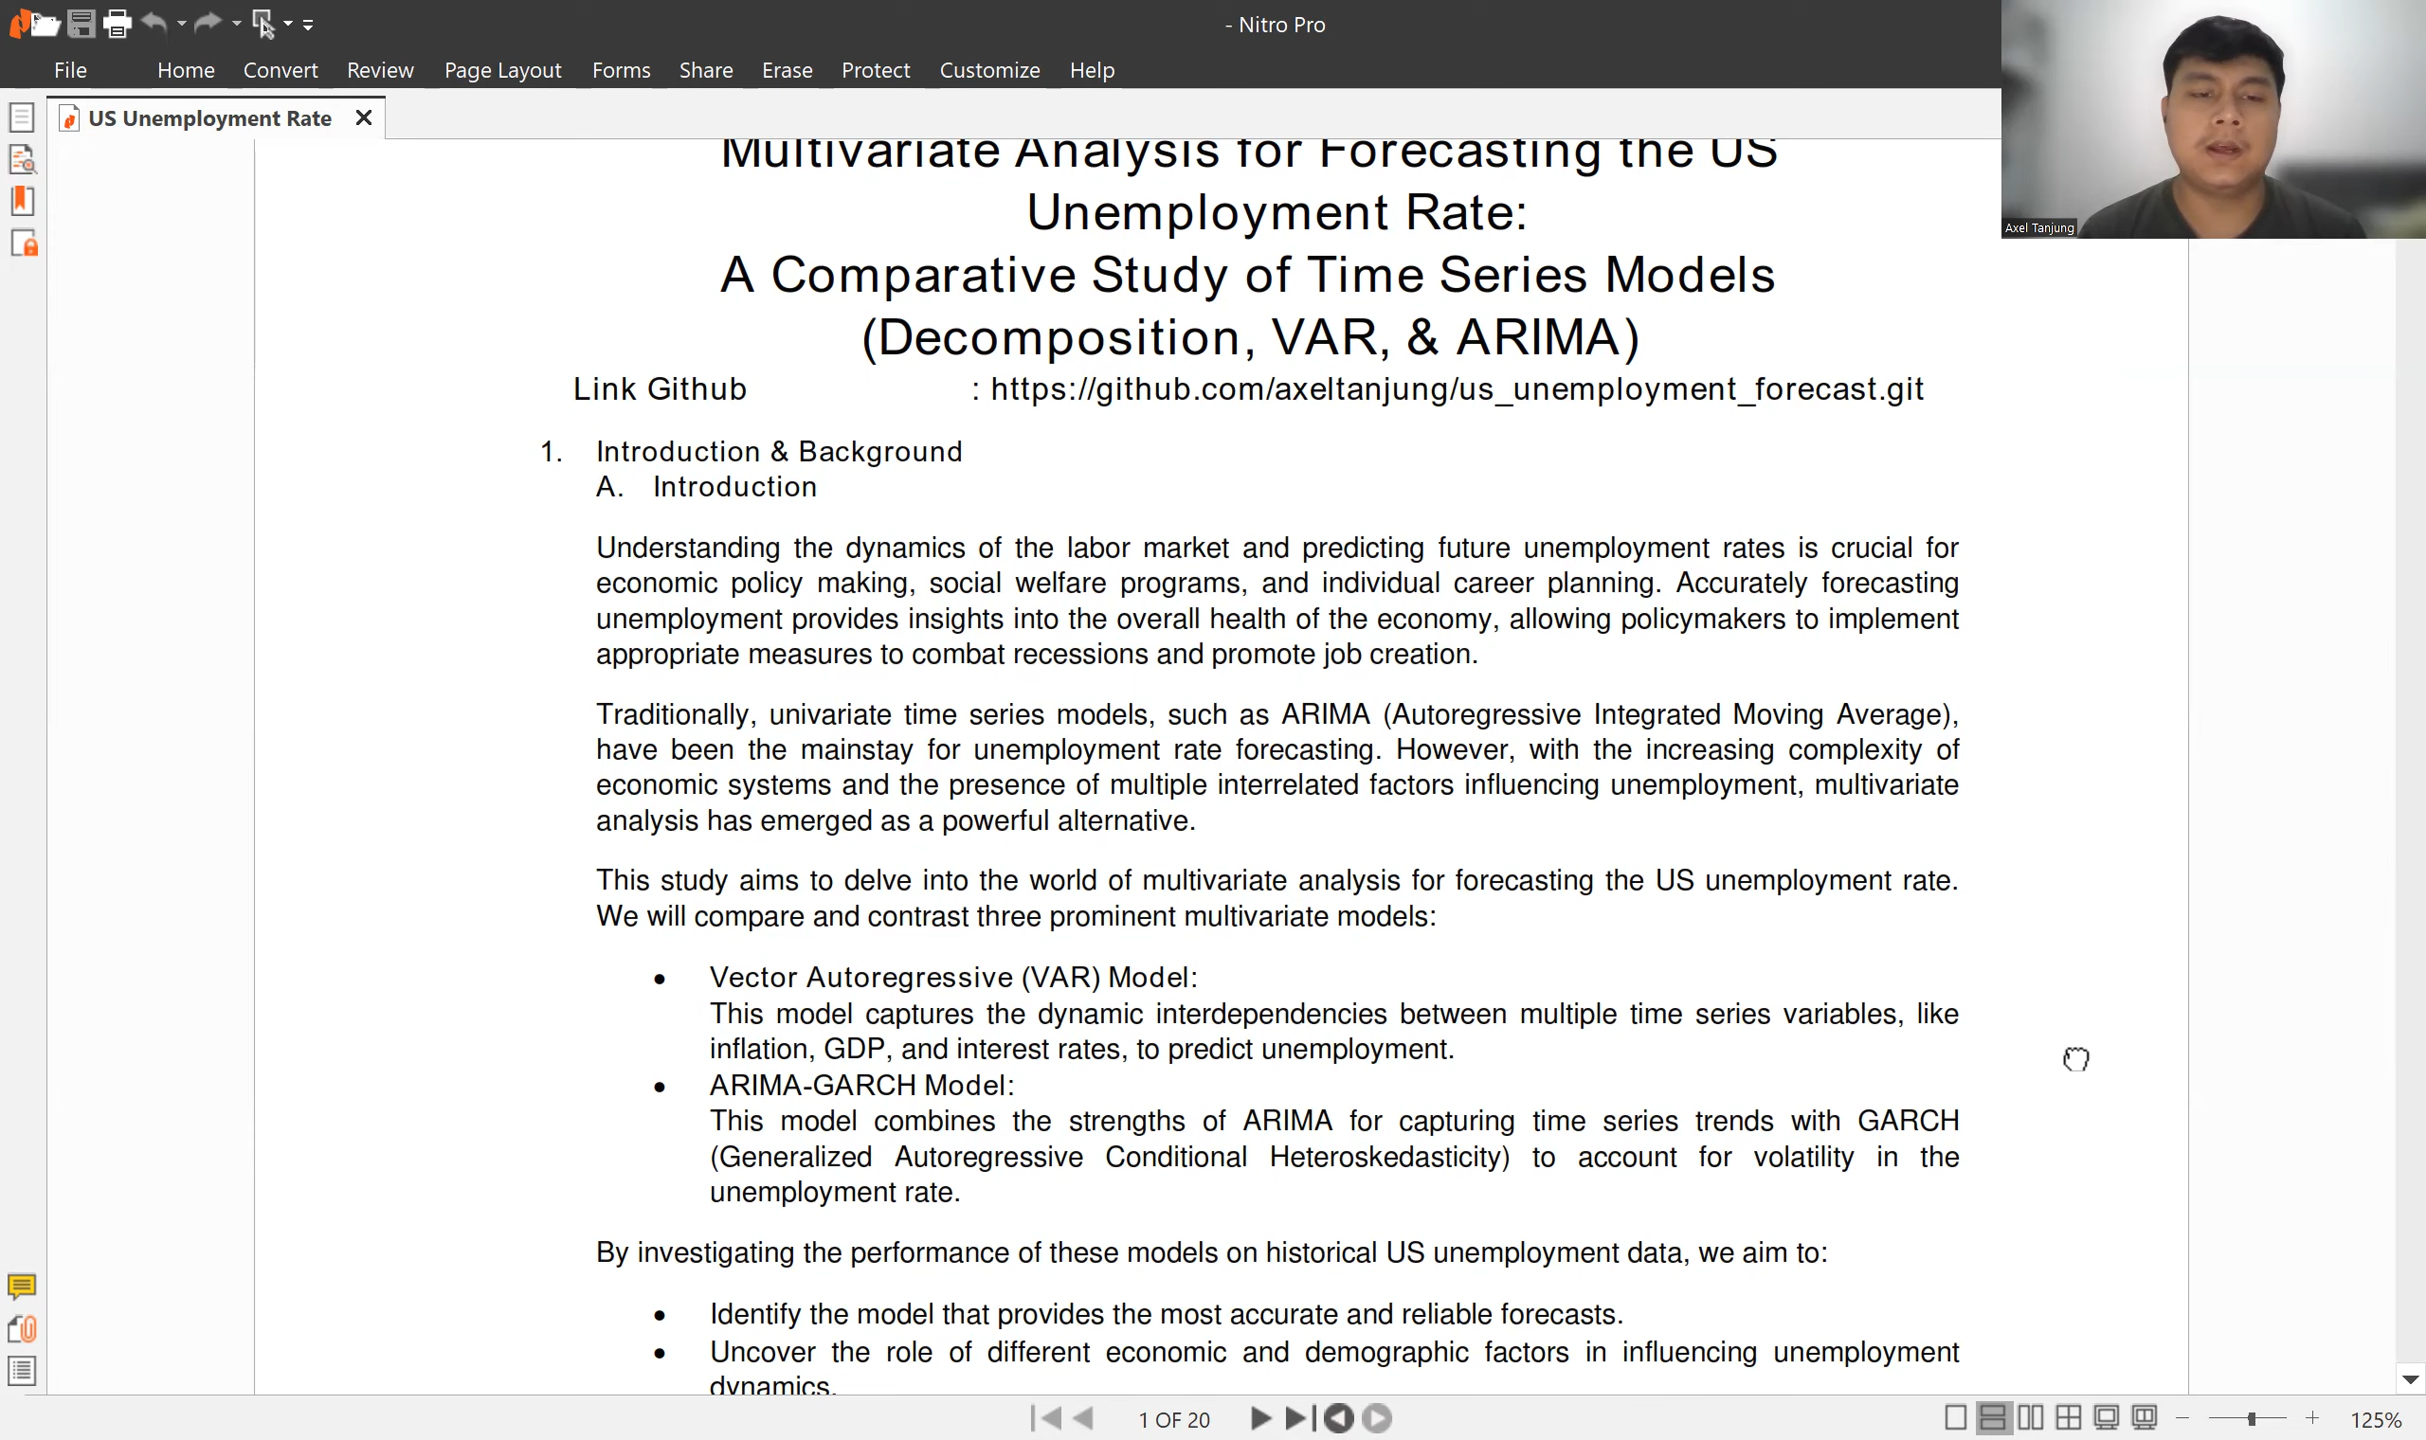 - Nitro Pro
File Home Convert Review Page Layout Forms Share Erase Protect Customize Help
US Unemployment Rate
Axel Tanjung
Multivariate Analysis for Forecasting the US
Unemployment Rate:
A Comparative Study of Time Series Models
(Decomposition, VAR, & ARIMA)
Link Github : https://github.com/axeltanjung/us_unemployment_forecast.git
1. Introduction & Background
A. Introduction
Understanding the dynamics of the labor market and predicting future unemployment rates is crucial for
economic policy making, social welfare programs, and individual career planning. Accurately forecasting
unemployment provides insights into the overall health of the economy, allowing policymakers to implement
appropriate measures to combat recessions and promote job creation.
Traditionally, univariate time series models, such as ARIMA (Autoregressive Integrated Moving Average),
have been the mainstay for unemployment rate forecasting. However, with the increasing complexity of
economic systems and the presence of multiple interrelated factors influencing unemployment, multivariate
analysis has emerged as a powerful alternative.
This study aims to delve into the world of multivariate analysis for forecasting the US unemployment rate.
We will compare and contrast three prominent multivariate models:
• Vector Autoregressive (VAR) Model:
This model captures the dynamic interdependencies between multiple time series variables, like
inflation, GDP, and interest rates, to predict unemployment.
• ARIMA-GARCH Model:
This model combines the strengths of ARIMA for capturing time series trends with GARCH
(Generalized Autoregressive Conditional Heteroskedasticity) to account for volatility in the
unemployment rate.
By investigating the performance of these models on historical US unemployment data, we aim to:
• Identify the model that provides the most accurate and reliable forecasts.
• Uncover the role of different economic and demographic factors in influencing unemployment
dynamics.
1 OF 20
125%